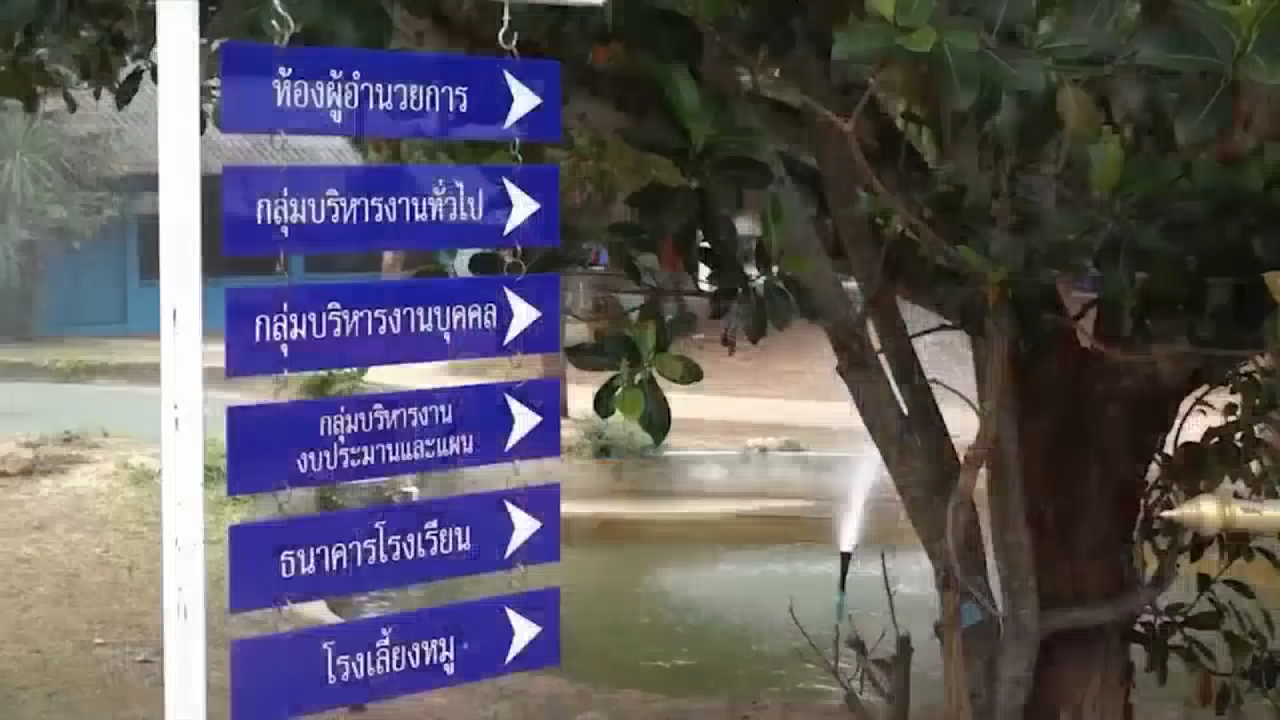 ห้องผู้อำนวยการ
กลุ่มบริหารงานทั่วไป
กลุ่มบริหารงานบุคคล
กลุ่มบริหารงาน
งบประมานและแผน
ธนาคารโรงเรียน
โรงเลี้ยงหมู